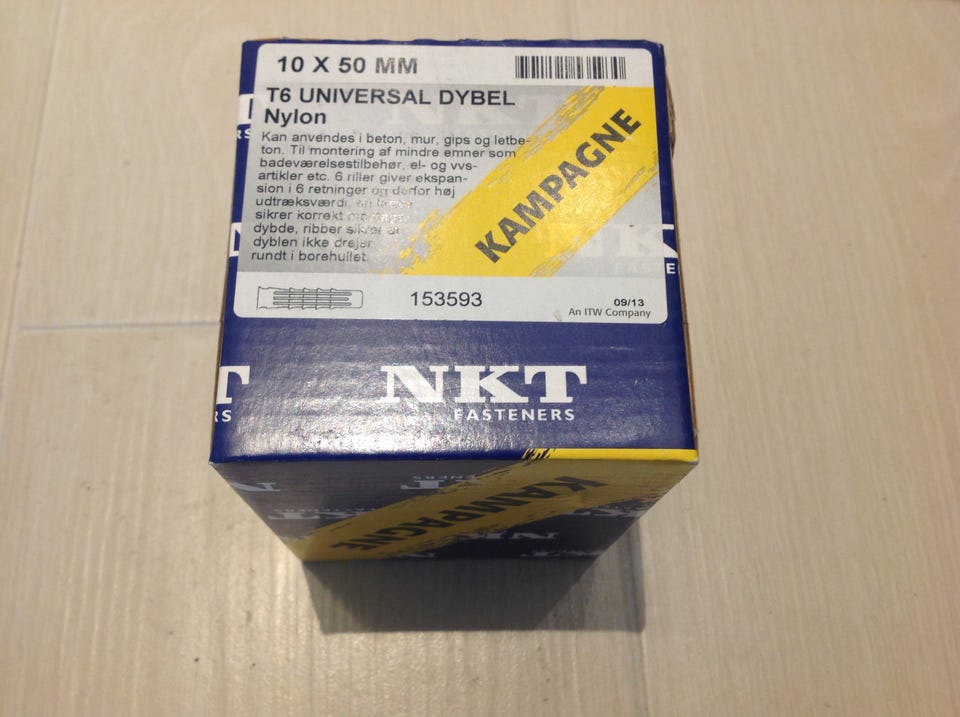 10 X 50 MM
T6 UNIVERSAL DYBEL
Nylon
Kan anvendes i beton, mur, gips og letbe-
ton. Til montering af mindre emner som
badeværelsestilbehør, el- og vvs-
artikler etc. 6 riller giver ekspan-
sion i 6 retninger og derfor høj
udtræksværdi, en
sikrer korrekt
dybde, ribber sikrer at
dyblen ikke drejer
rundt i borehullet.
KAMPAGNE
153593
09/13
An ITW Company
NKT
FASTENERS
KAMPAGNE